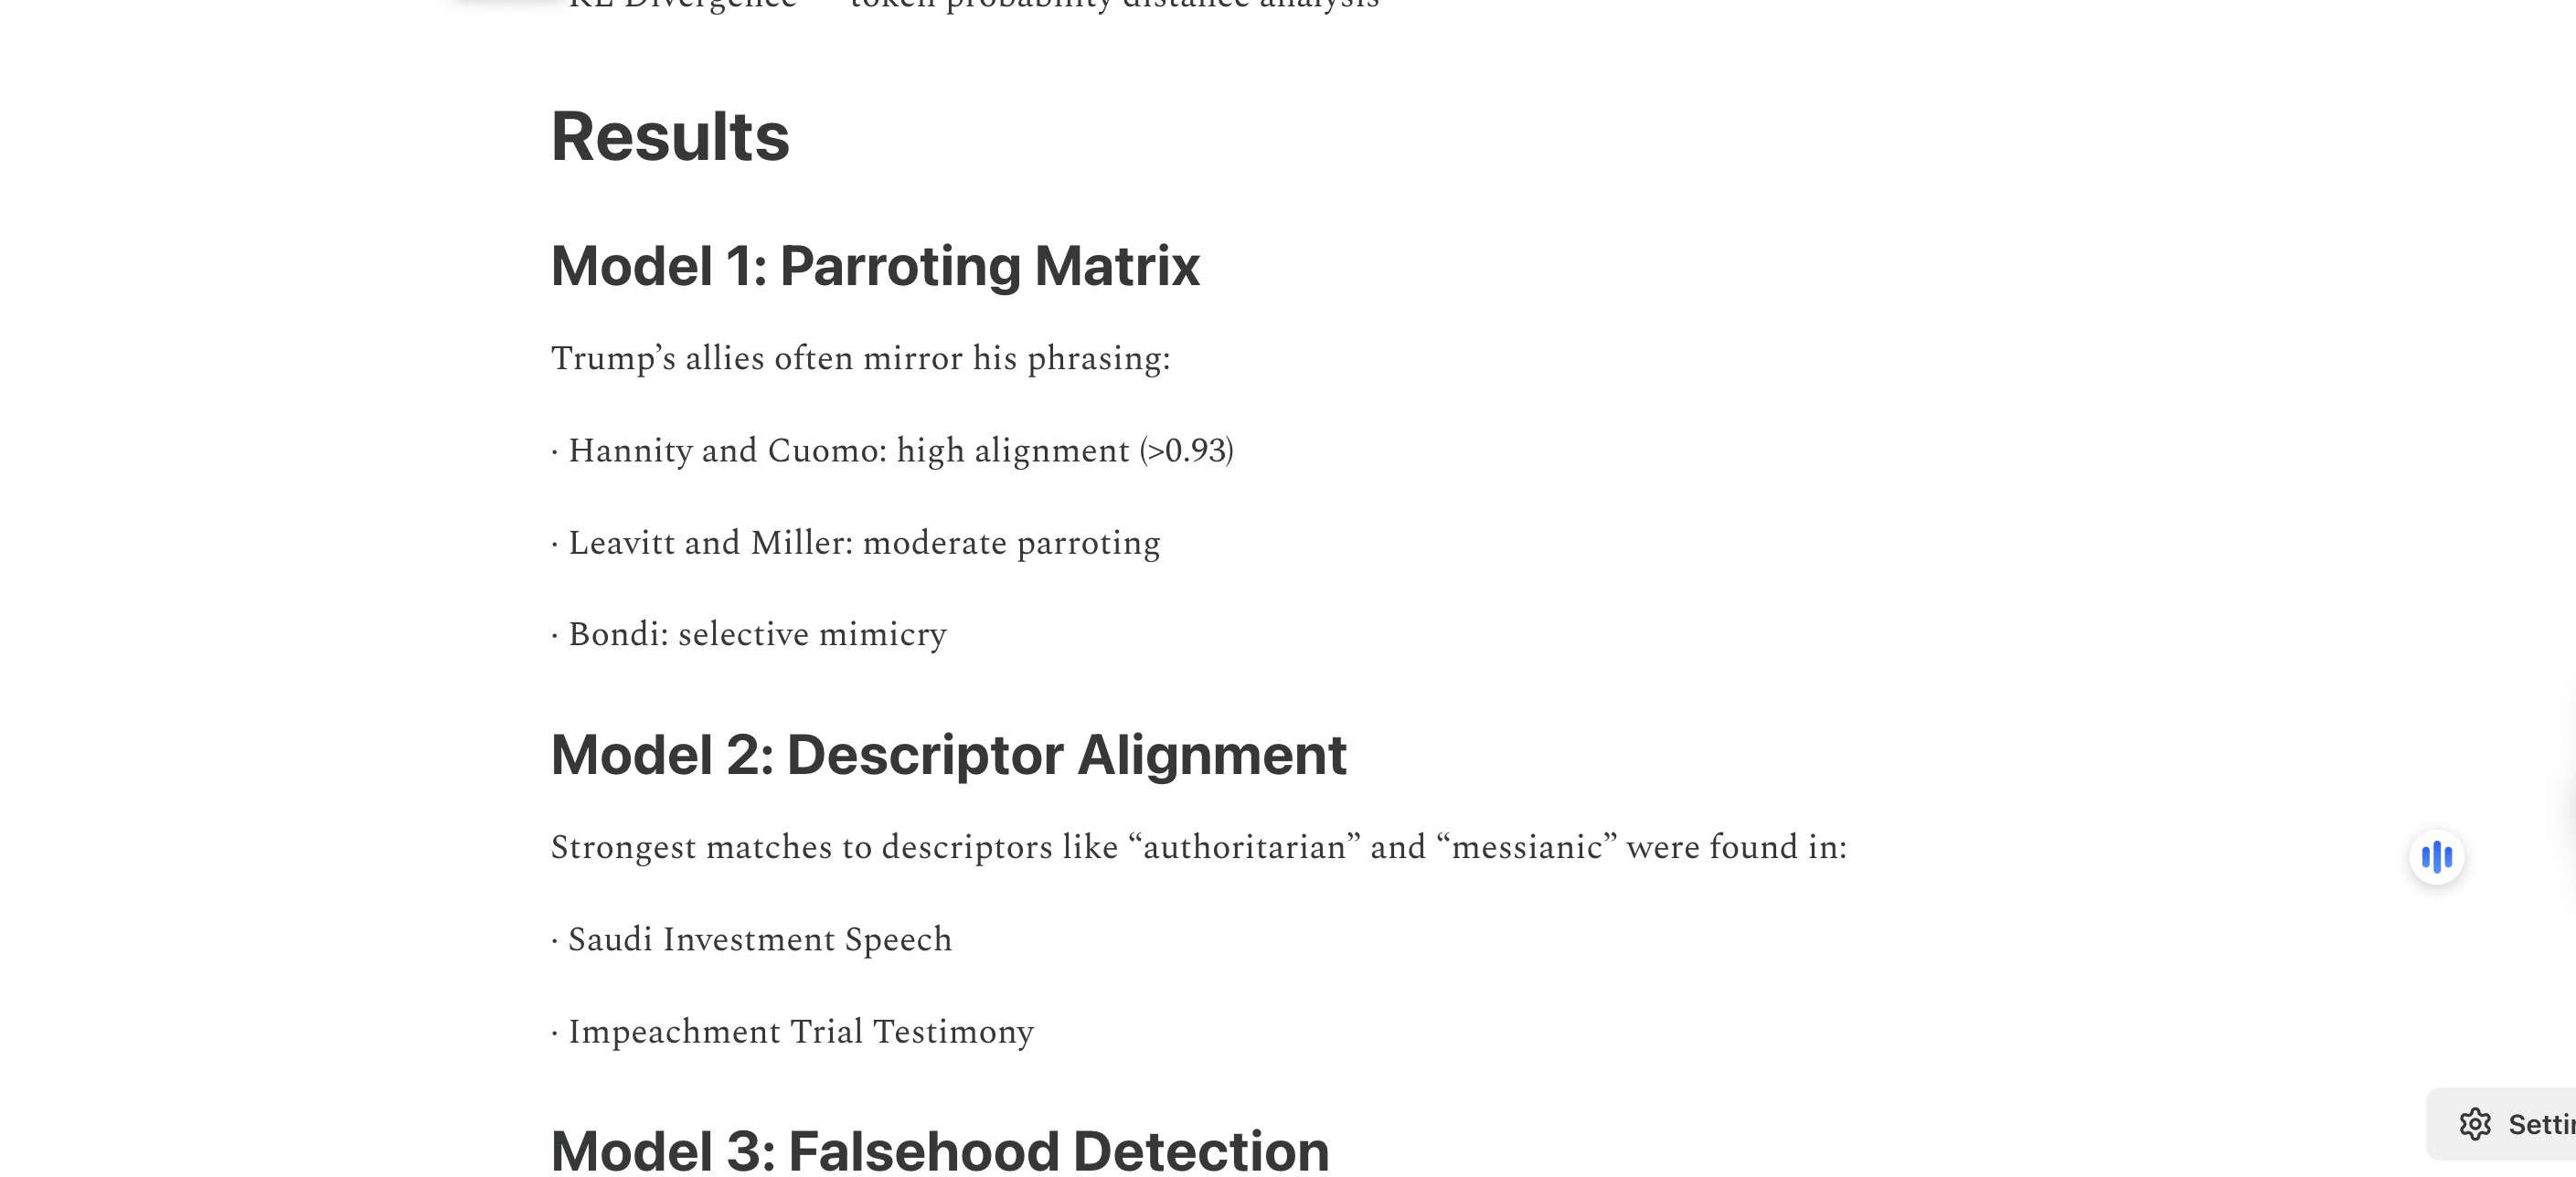 KL Divergence — token probability distance analysis
Results
Model 1: Parroting Matrix
Trump’s allies often mirror his phrasing:
· Hannity and Cuomo: high alignment (>0.93)
· Leavitt and Miller: moderate parroting
· Bondi: selective mimicry
Model 2: Descriptor Alignment
Strongest matches to descriptors like “authoritarian” and “messianic” were found in:
· Saudi Investment Speech
· Impeachment Trial Testimony
Model 3: Falsehood Detection